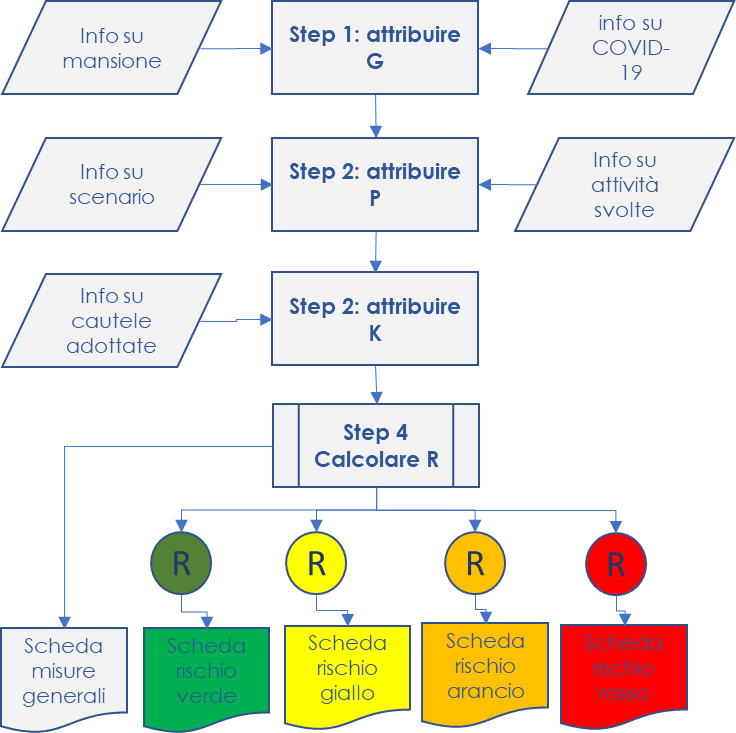 Info su
mansione
Step 1: attribuire
G
info su
COVID-
19
Info su
scenario
Step 2: attribuire
P
Info su
attività
svolte
Info su
cautele
adottate
Step 2: attribuire
K
Step 4
Calcolare R
R
R
R
R
Scheda
misure
generali
Scheda
rischio
verde
Scheda
rischio
giallo
Scheda
rischio
arancio
Scheda
rischio
rosso